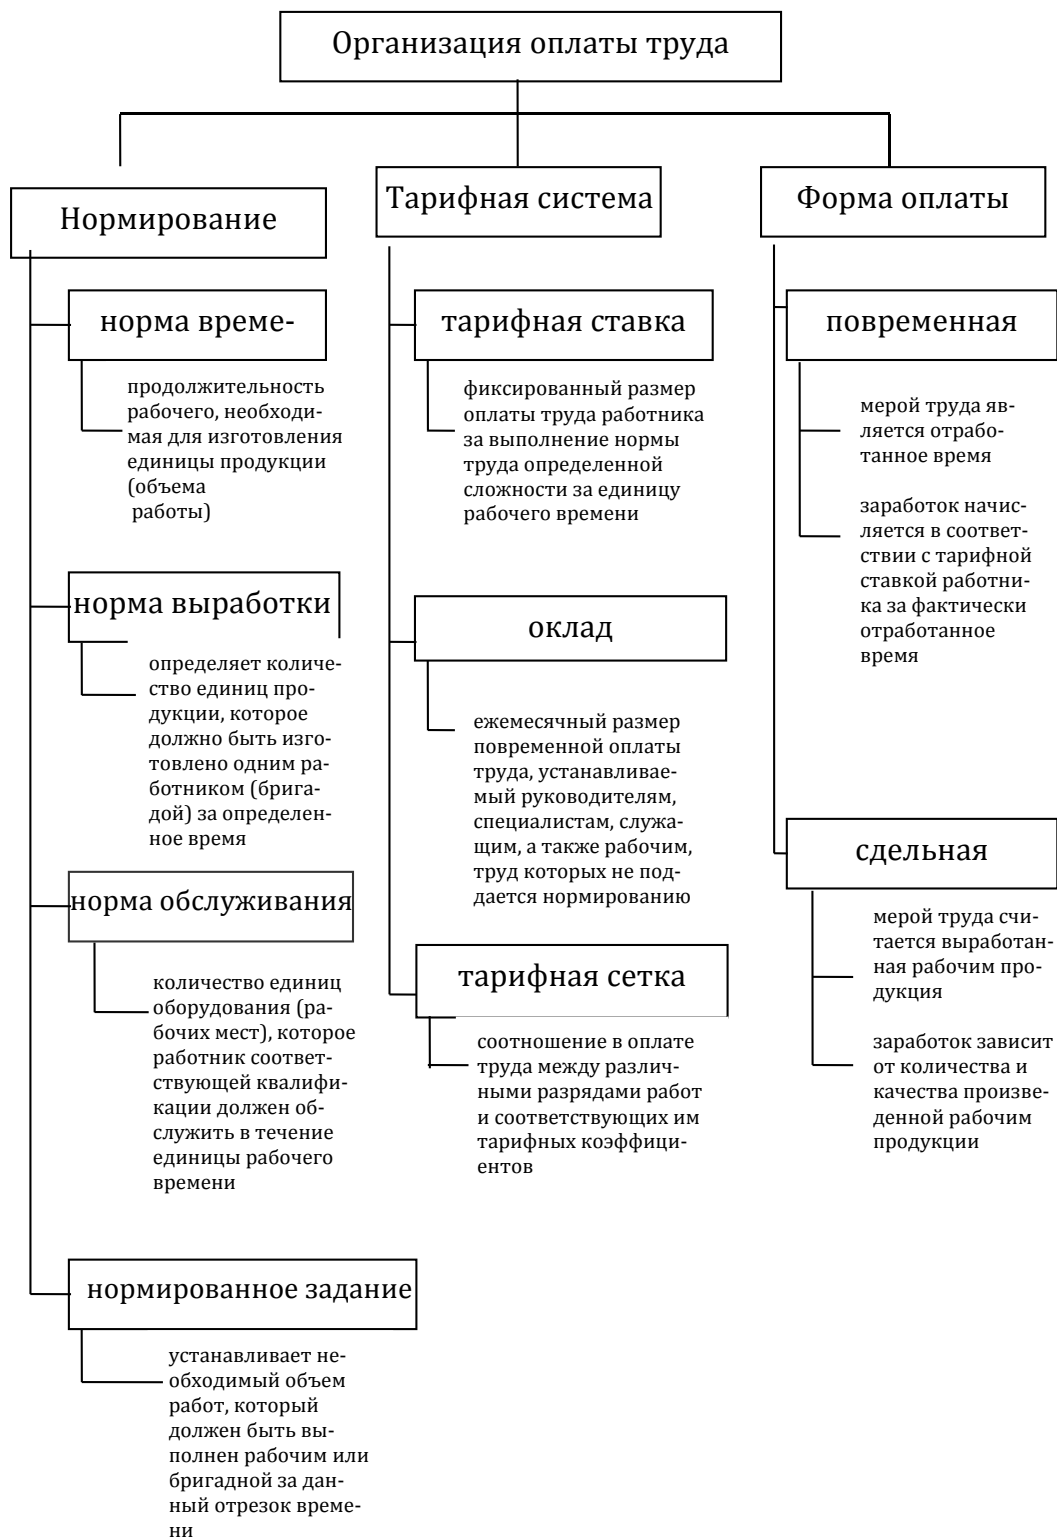 Организация оплаты труда
Нормирование
норма време-
продолжительность
рабочего, необходи-
мая для изготовления
единицы продукции
(объема
работы)
норма выработки
определяет количе-
ство единиц про-
дукции, которое
должно быть изго-
товлено одним ра-
ботником (брига-
дой) за определен-
ное время
норма обслуживания
количество единиц
оборудования (ра-
бочих мест), которое
работник соответ-
ствующей квалифи-
кации должен об-
служить в течение
единицы рабочего
времени
нормированное задание
устанавливает не-
обходимый объем
работ, который
должен быть вы-
полнен рабочим или
бригадной за дан-
ный отрезок време-
ни
Тарифная система
тарифная ставка
фиксированный размер
оплаты труда работника
за выполнение нормы
труда определенной
сложности за единицу
рабочего времени
оклад
ежемесячный размер
повременной оплаты
труда, устанавливае-
мый руководителям,
специалистам, служа-
щим, а также рабочим,
труд которых не под-
дается нормированию
тарифная сетка
соотношение в оплате
труда между различ-
ными разрядами работ
и соответствующих им
тарифных коэффици-
ентов
Форма оплаты
повременная
мерой труда яв-
ляется отрабо-
танное время
заработок начис-
ляется в соответ-
ствии с тарифной
ставкой работни-
ка за фактически
отработанное
время
сдельная
мерой труда счи-
тается выработан-
ная рабочим про-
дукция
заработок зависит
от количества и
качества произве-
денной рабочим
продукции